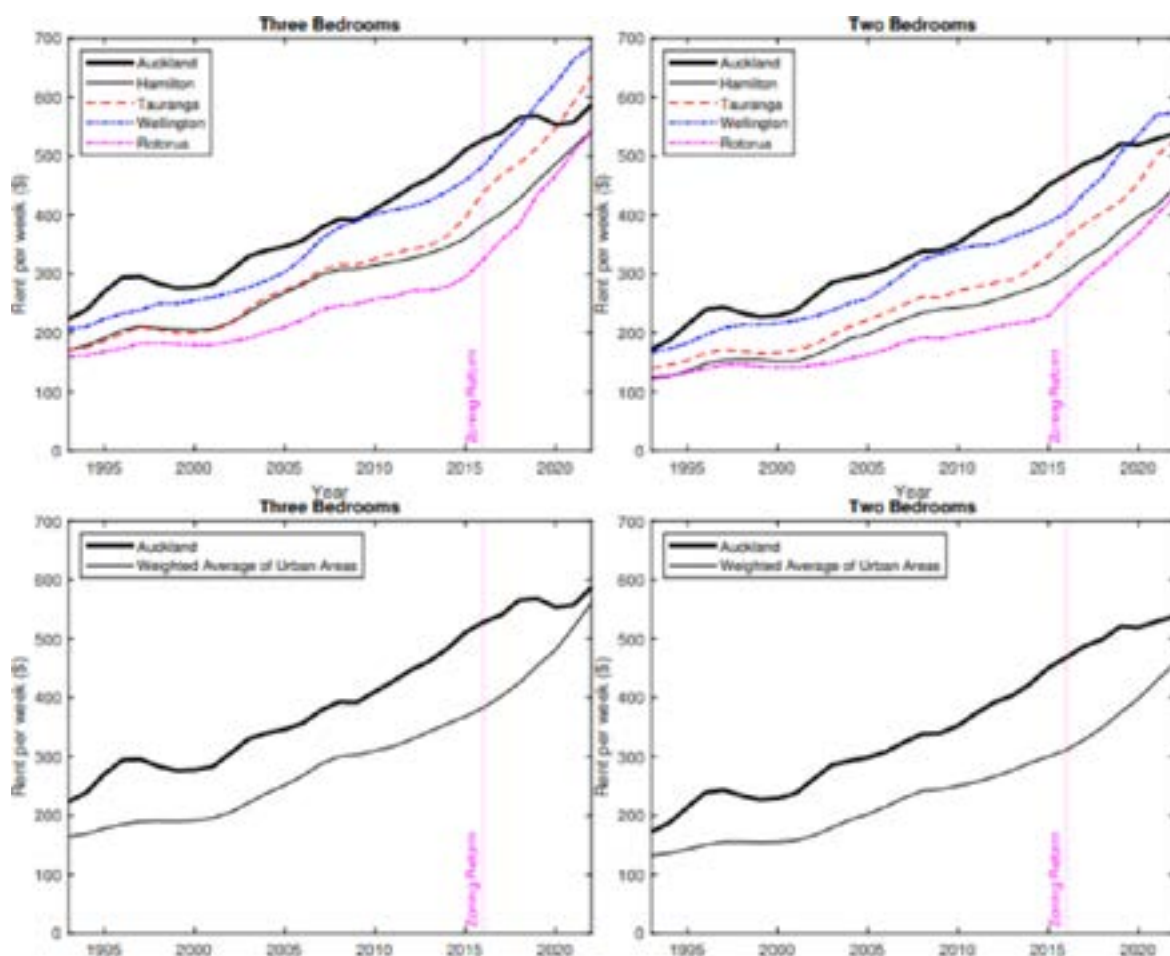 Three Bedrooms
700
600
500
400
300
200
100
0
Rent per week ($)
Auckland
Hamilton
Tauranga
Wellington
Rotorua
Zoning Reform
1995
2000
2005
2010
2015
2020
Year
Two Bedrooms
700
600
500
400
300
200
100
0
Rent per week ($)
Auckland
Hamilton
Tauranga
Wellington
Rotorua
Zoning Reform
1995
2000
2005
2010
2015
2020
Year
Three Bedrooms
700
600
500
400
300
200
100
0
Rent per week ($)
Auckland
Weighted Average of Urban Areas
Zoning Reform
1995
2000
2005
2010
2015
2020
Two Bedrooms
700
600
500
400
300
200
100
0
Rent per week ($)
Auckland
Weighted Average of Urban Areas
Zoning Reform
1995
2000
2005
2010
2015
2020